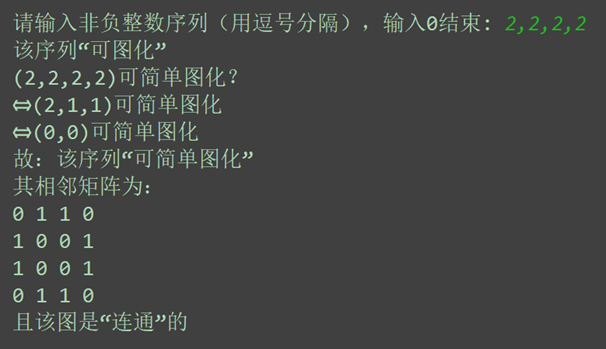 请输入非负整数序列（用逗号分隔），输入0结束：2,2,2,2
该序列“可图化”
(2,2,2,2)可简单图化？
⇔(2,1,1)可简单图化
⇔(0,0)可简单图化
故：该序列“可简单图化”
其相邻矩阵为：
0 1 1 0
1 0 0 1
1 0 0 1
0 1 1 0
且该图是“连通”的